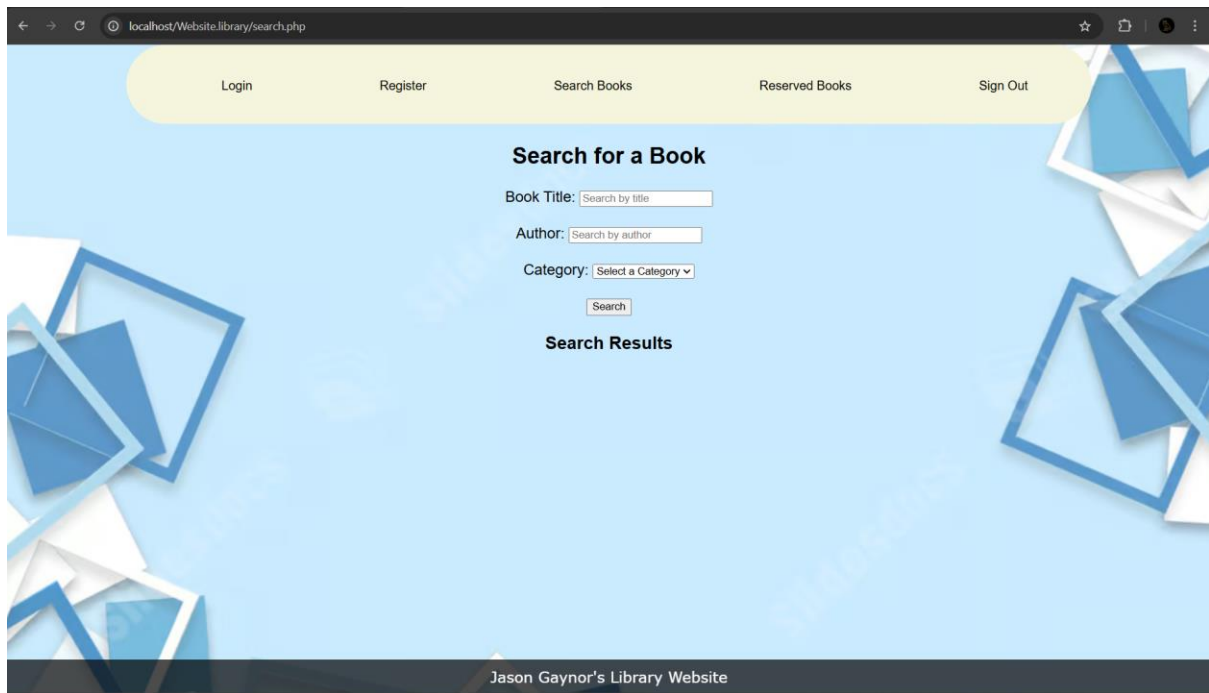 localhost/Website.library/search.php
Login Register Search Books Reserved Books Sign Out
Search for a Book
Book Title: Search by title
Author: Search by author
Category: Select a Category
Search
Search Results
Jason Gaynor's Library Website